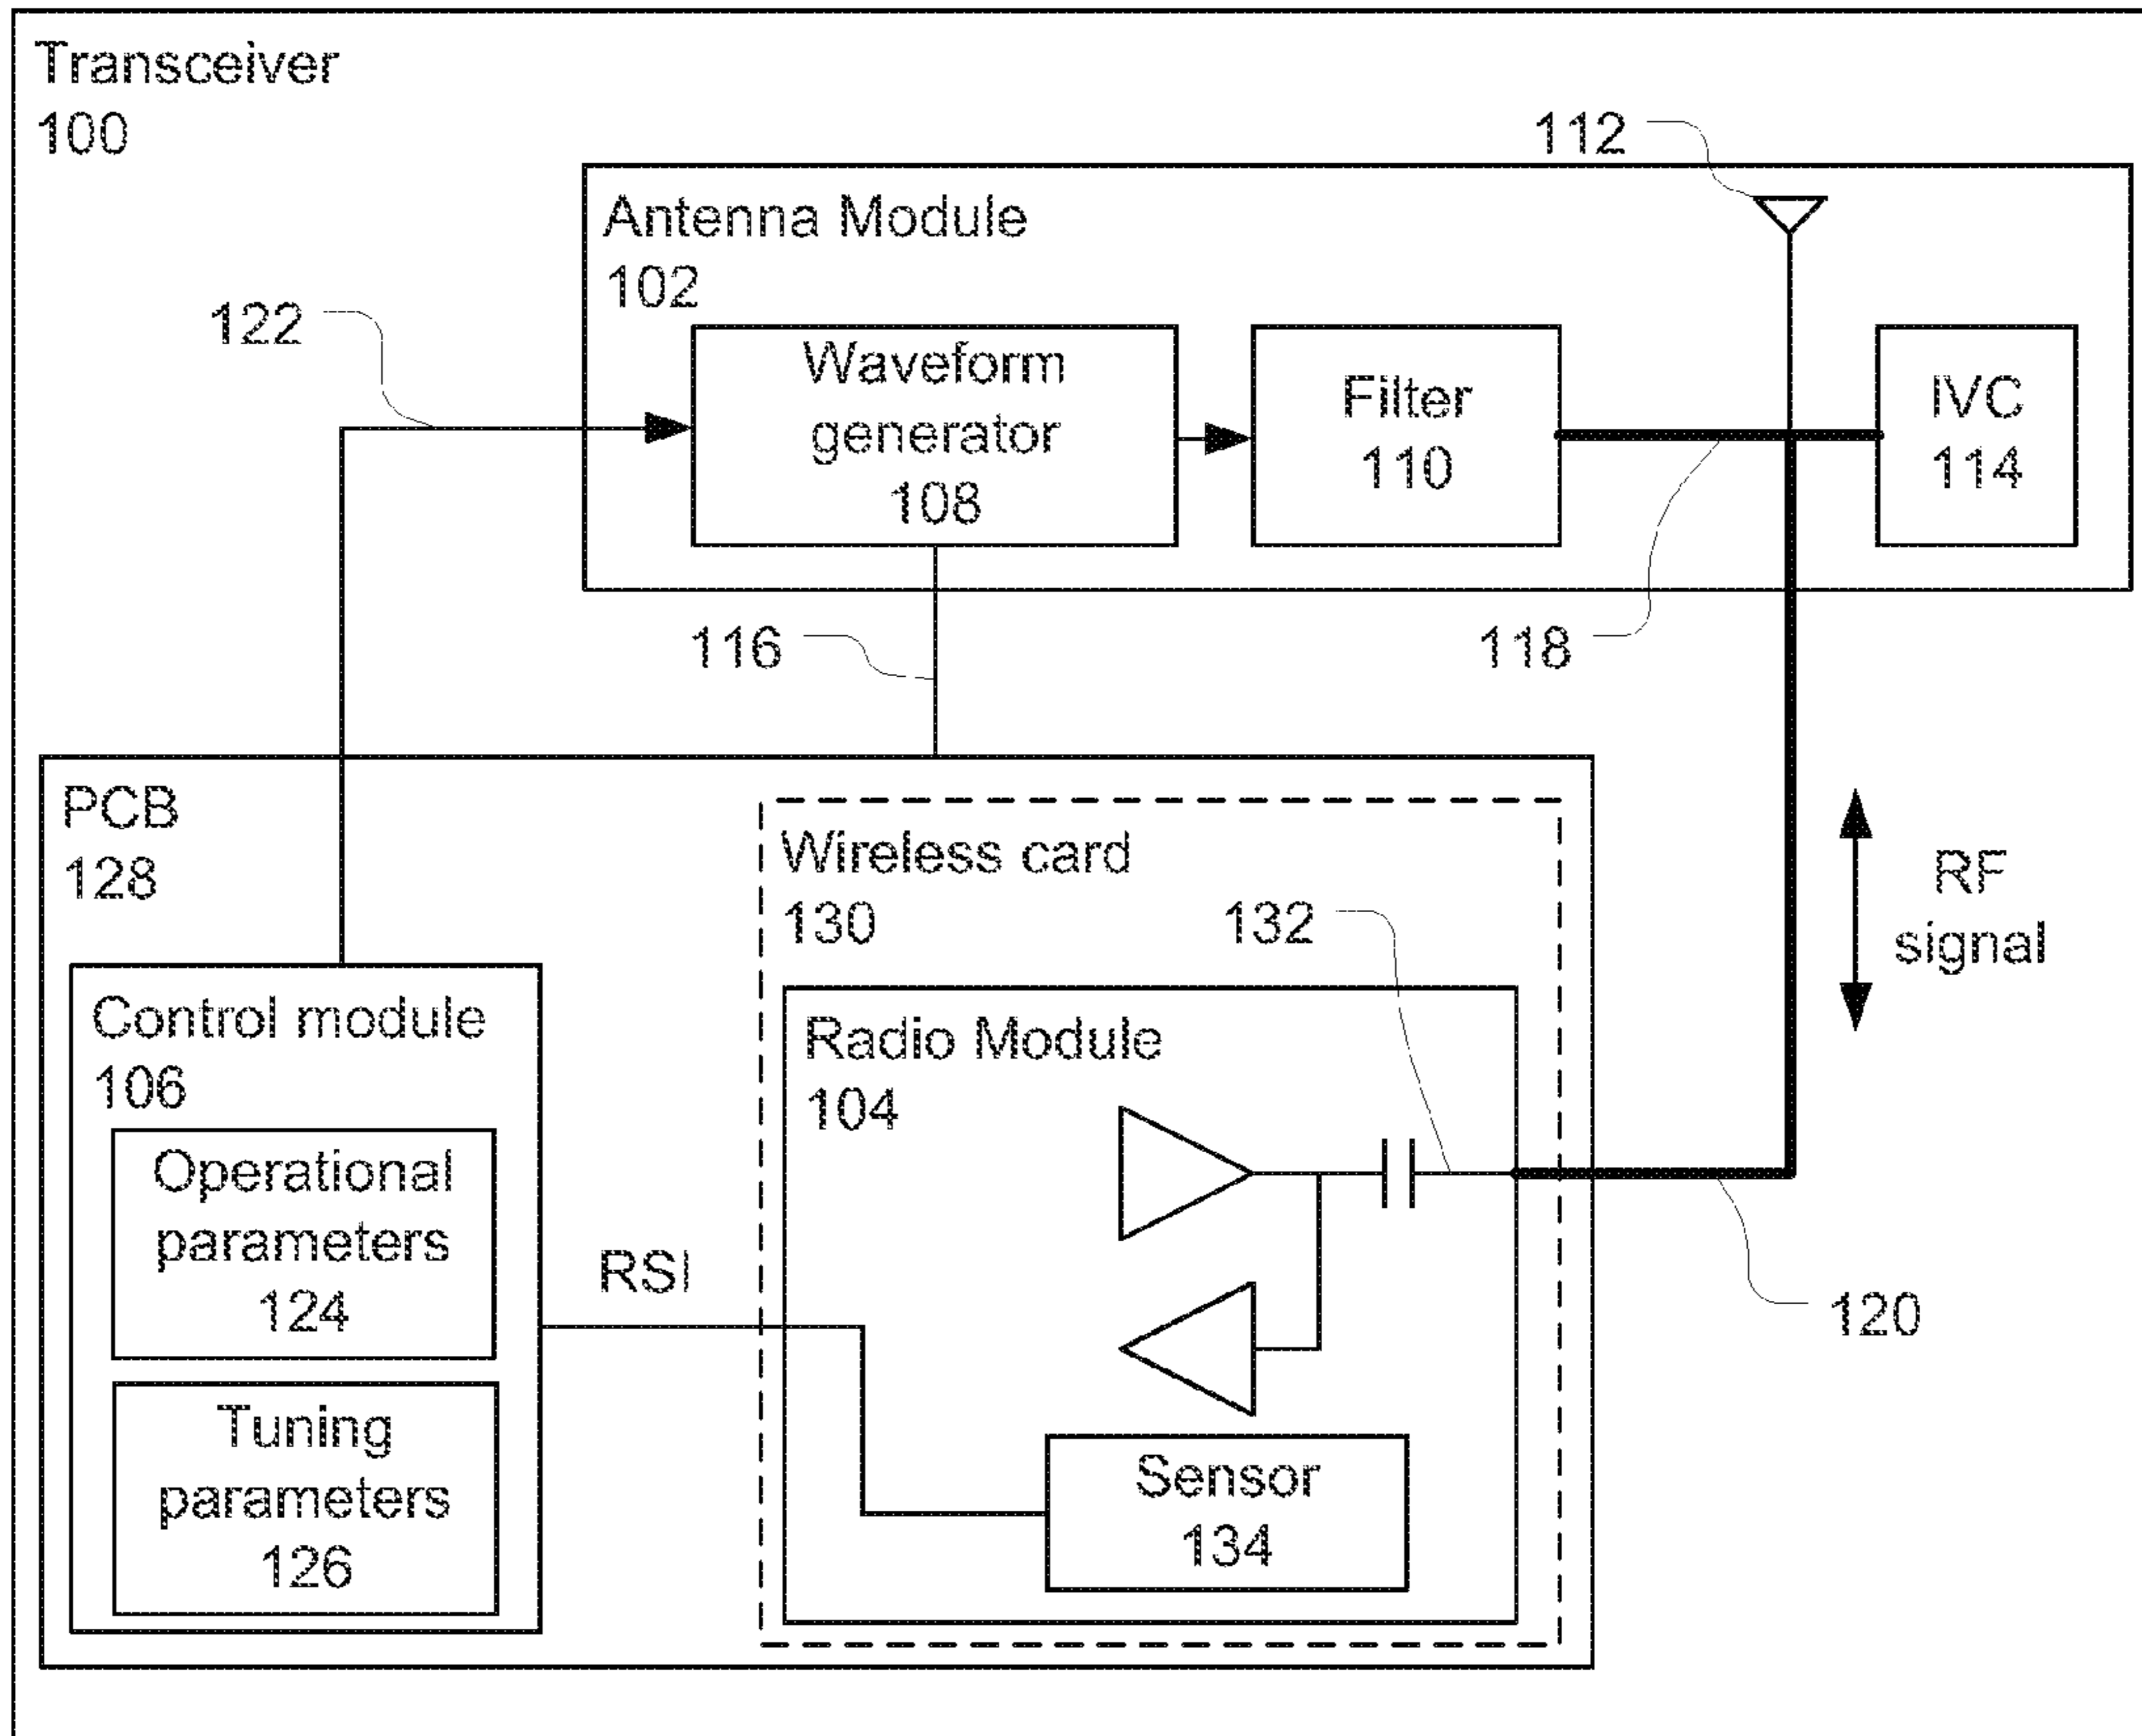 Transceiver
100
112
Antenna Module
102
122
Waveform
generator
108
Filter
110
IVC
114
116
118
PCB
128
Wireless card
130
132
RF
signal
Control module
106
Radio Module
104
Operational
parameters
124
RSI
120
Tuning
parameters
126
Sensor
134